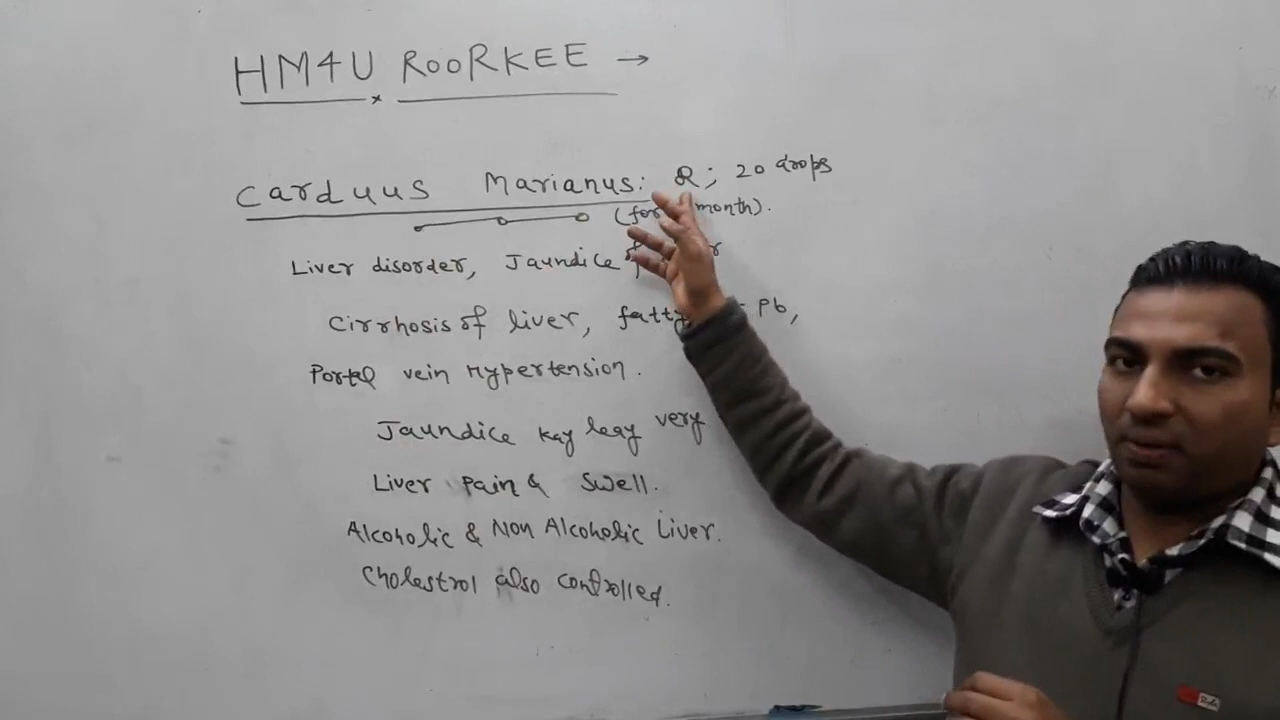 HM4U ROORKEE →
Carduus Marianus: Q; 20 drops
(for month).
Liver disorder, Jaundice of
Cirrhosis of liver, fatty Pb,
Portal vein Hypertension.
Jaundice kay leay very
Liver Pain & Swell.
Alcoholic & Non Alcoholic Liver.
Cholestrol also controlled.